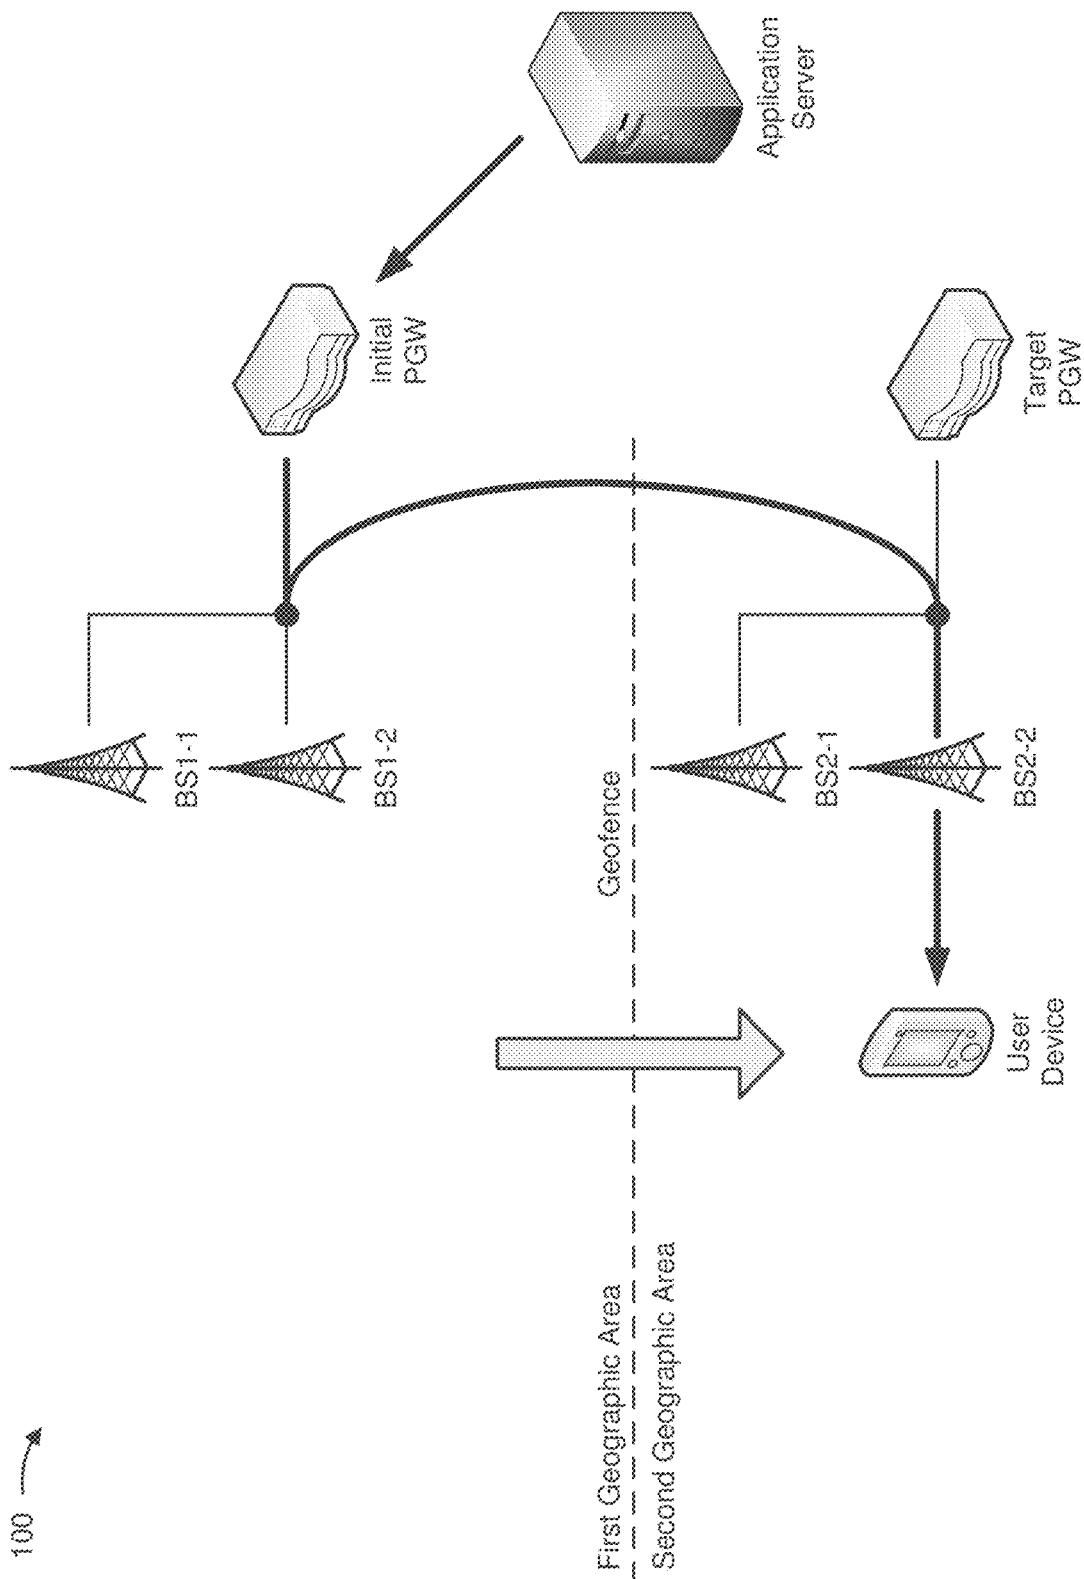 100
First Geographic Area
Second Geographic Area
Geofence
User
Device
BS1-1
BS1-2
BS2-1
BS2-2
Initial
PGW
Target
PGW
Application
Server